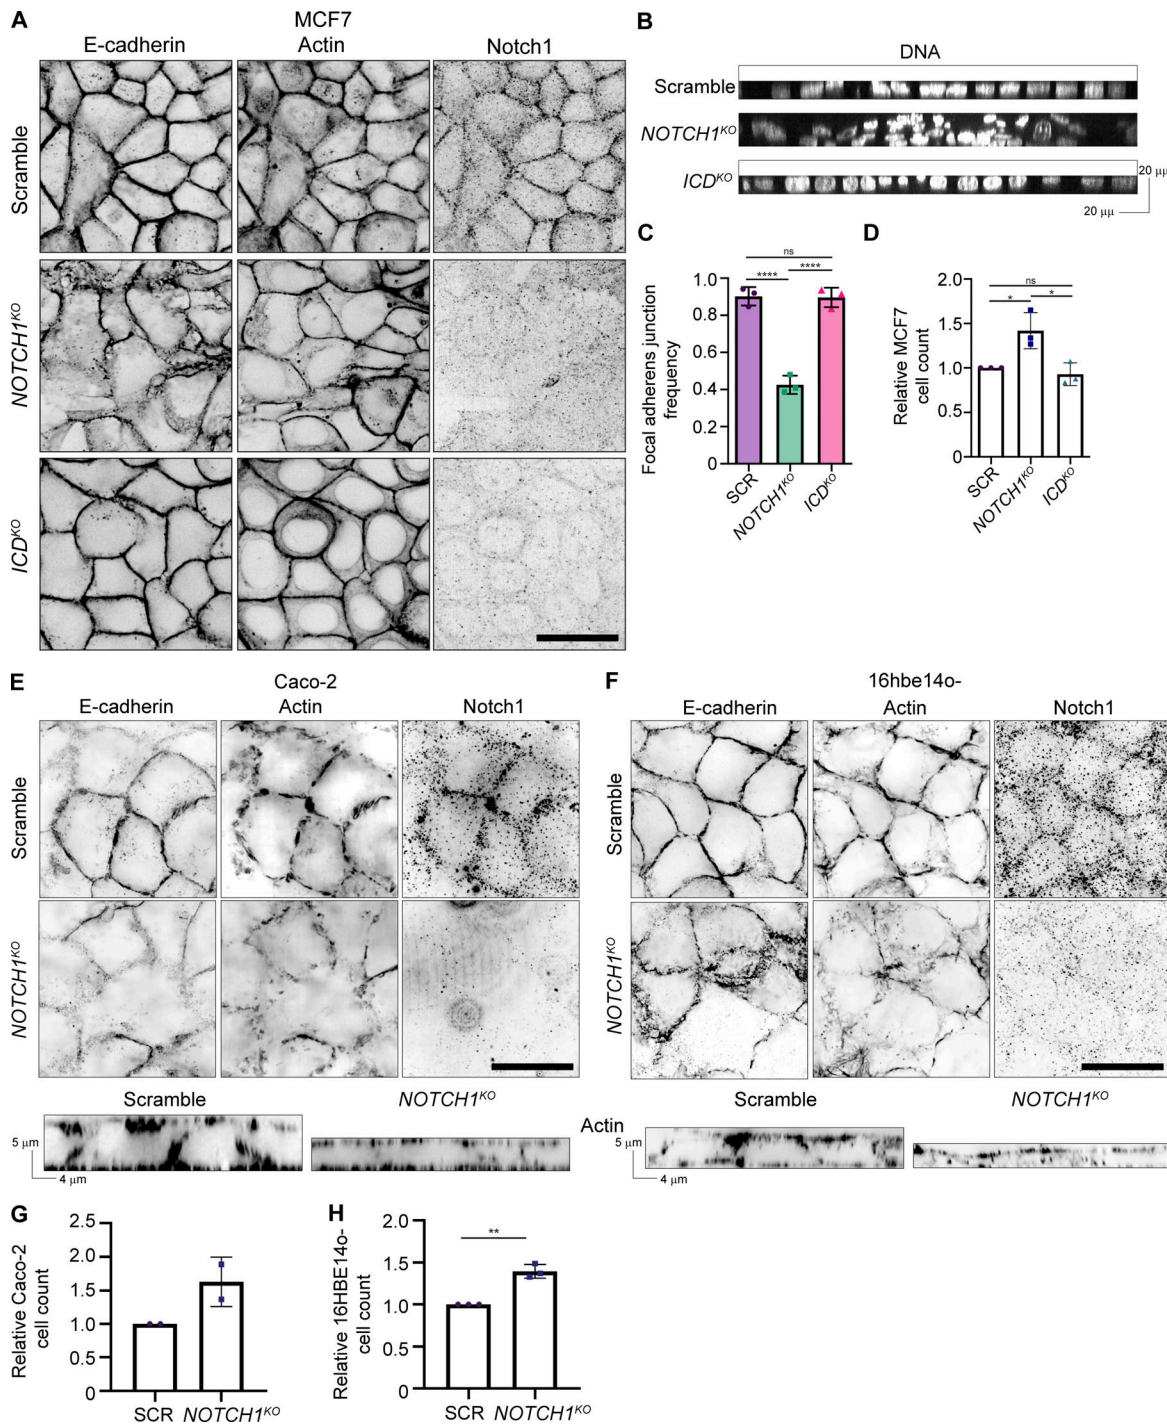 A
MCF7
E-cadherin Actin Notch1
Scramble
NOTCH1KO
ICDKO
B
DNA
Scramble
NOTCH1KO
ICDKO
20 µµ
20 µµ
C
Focal adherens junction
frequency
ns
**** ****
1.0
0.8
0.6
0.4
0.2
0
SCR
NOTCH1KO
ICDKO
D
Relative MCF7
cell count
ns
* *
2.0
1.5
1.0
0.5
0
SCR
NOTCH1KO
ICDKO
E
Caco-2
E-cadherin Actin Notch1
Scramble
NOTCH1KO
Scramble NOTCH1KO
5 µm
4 µm
F
16hbe14o-
E-cadherin Actin Notch1
Scramble
NOTCH1KO
Scramble NOTCH1KO
Actin
5 µm
4 µm
G
Relative Caco-2
cell count
2.5
2.0
1.5
1.0
0.5
0
SCR NOTCH1KO
H
Relative 16HBE14o-
cell count
**
2.0
1.5
1.0
0.5
0
SCR NOTCH1KO